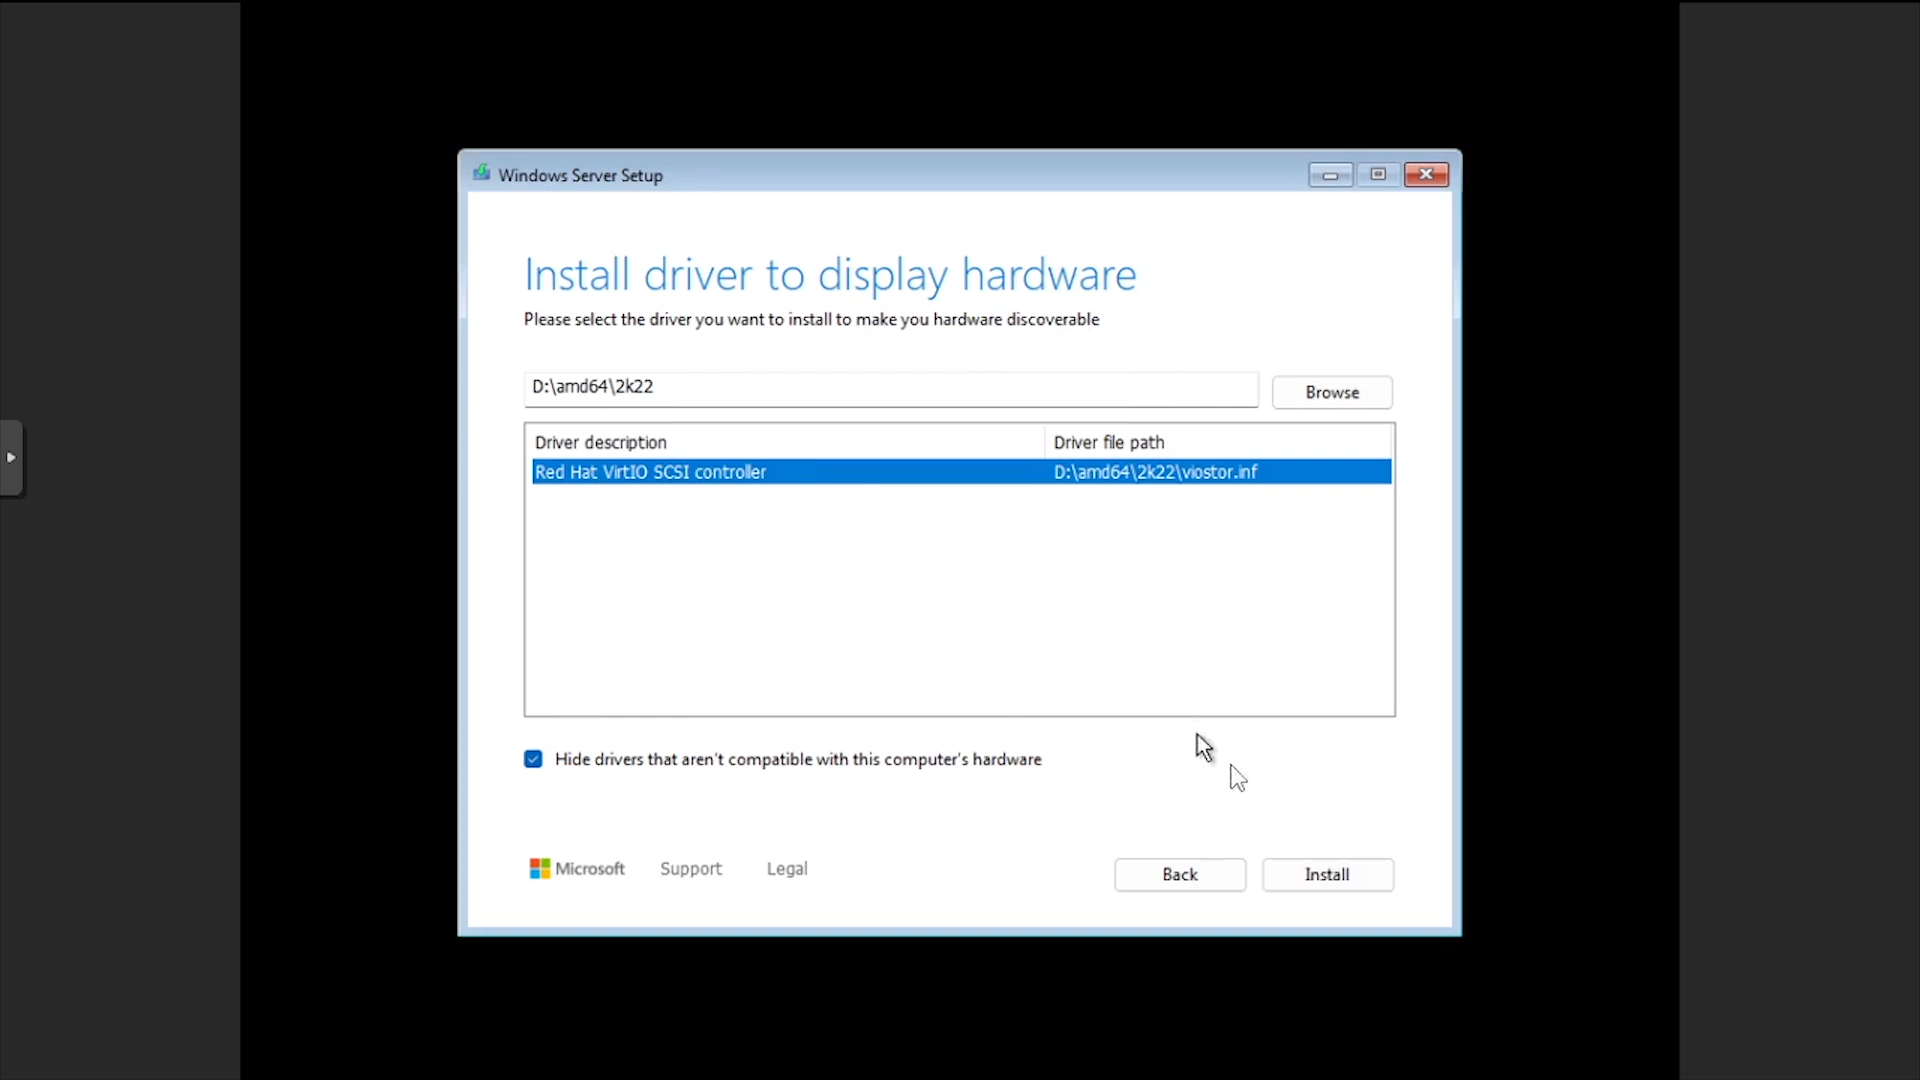 Windows Server Setup
Install driver to display hardware
Please select the driver you want to install to make you hardware discoverable
D:\amd64\2k22
Browse
Driver description Driver file path
Red Hat VirtIO SCSI controller D:\amd64\2k22\viostor.inf
Hide drivers that aren't compatible with this computer's hardware
Microsoft Support Legal
Back Install